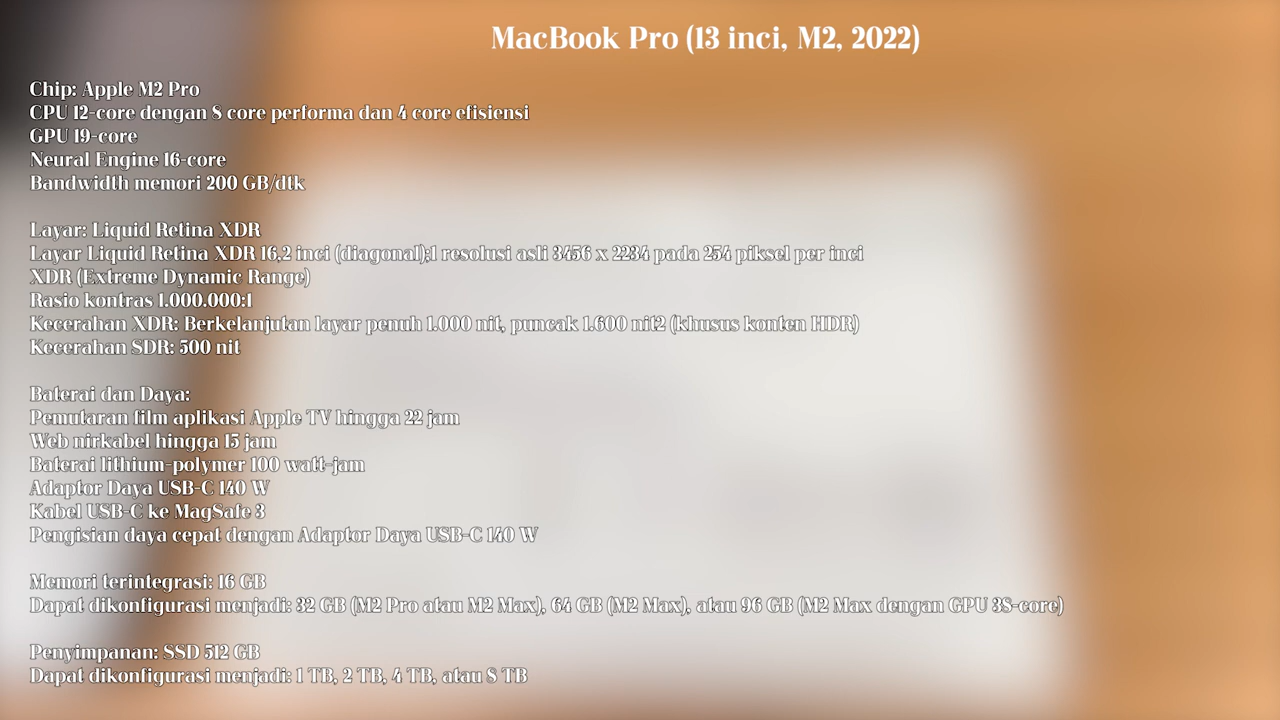 MacBook Pro (13 inci, M2, 2022)
Chip: Apple M2 Pro
CPU 12-core dengan 8 core performa dan 4 core efisiensi
GPU 19-core
Neural Engine 16-core
Bandwidth memori 200 GB/dtk
Layar: Liquid Retina XDR
Layar Liquid Retina XDR 16,2 inci (diagonal);1 resolusi asli 3456 x 2234 pada 254 piksel per inci
XDR (Extreme Dynamic Range)
Rasio kontras 1.000.000:1
Kecerahan XDR: Berkelanjutan layar penuh 1.000 nit, puncak 1.600 nit2 (khusus konten HDR)
Kecerahan SDR: 500 nit
Baterai dan Daya:
Pemutaran film aplikasi Apple TV hingga 22 jam
Web nirkabel hingga 15 jam
Baterai lithium-polymer 100 watt-jam
Adaptor Daya USB-C 140 W
Kabel USB-C ke MagSafe 3
Pengisian daya cepat dengan Adaptor Daya USB-C 140 W
Memori terintegrasi: 16 GB
Dapat dikonfigurasi menjadi: 32 GB (M2 Pro atau M2 Max), 64 GB (M2 Max), atau 96 GB (M2 Max dengan GPU 38-core)
Penyimpanan: SSD 512 GB
Dapat dikonfigurasi menjadi: 1 TB, 2 TB, 4 TB, atau 8 TB